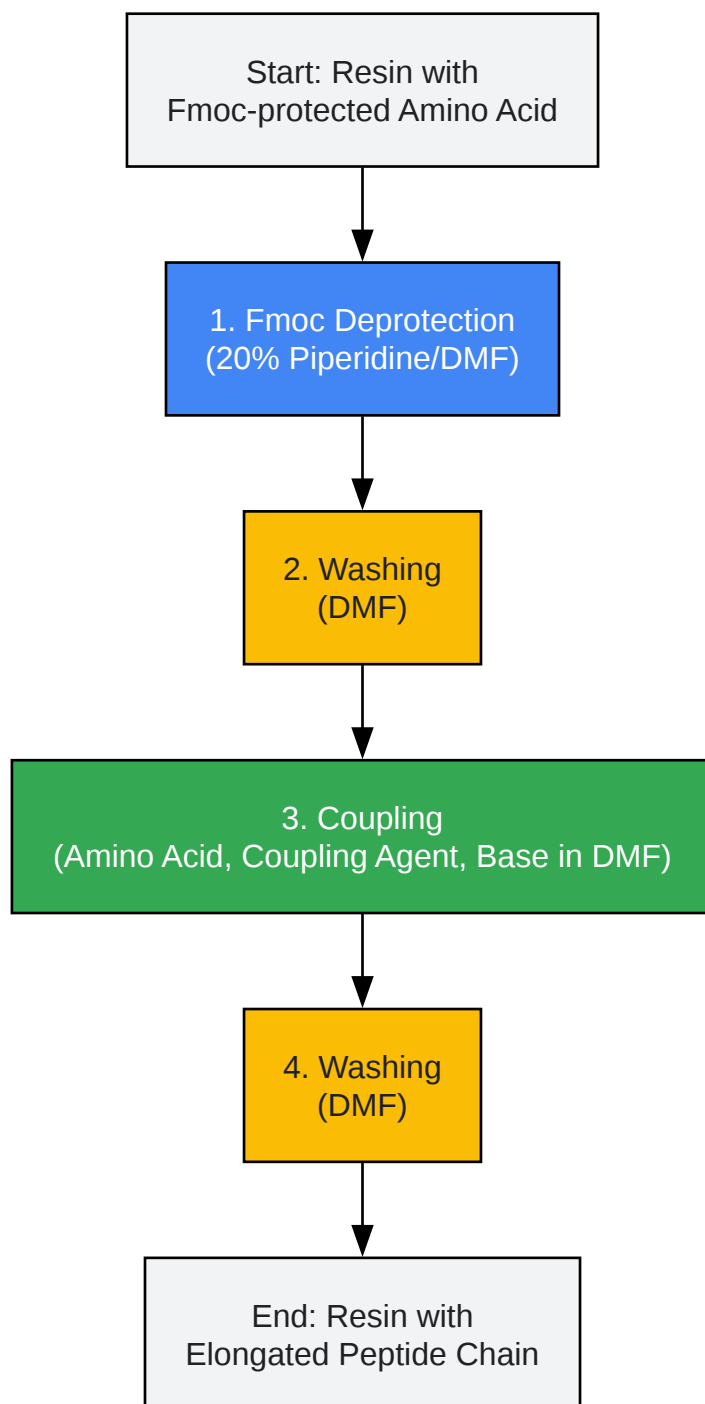 Start: Resin with
Fmoc-protected Amino Acid
1. Fmoc Deprotection
(20% Piperidine/DMF)
2. Washing
(DMF)
3. Coupling
(Amino Acid, Coupling Agent, Base in DMF)
4. Washing
(DMF)
End: Resin with
Elongated Peptide Chain